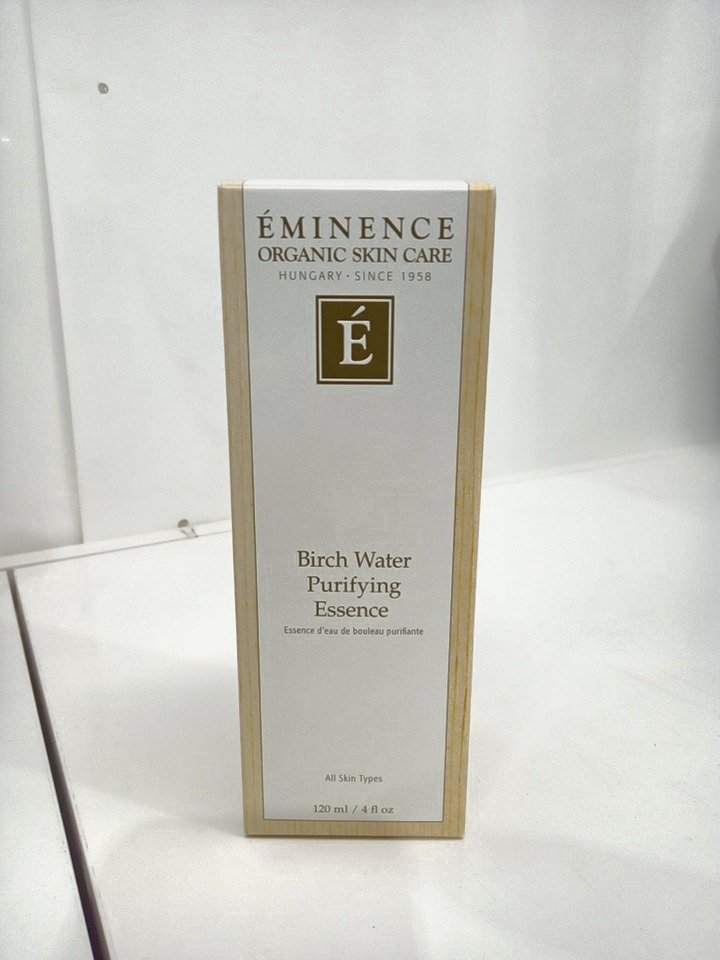 ÉMINENCE
ORGANIC SKIN CARE
HUNGARY · SINCE 1958
É
Birch Water
Purifying
Essence
Essence d'eau de bouleau purifiante
All Skin Types
120 ml / 4 fl oz